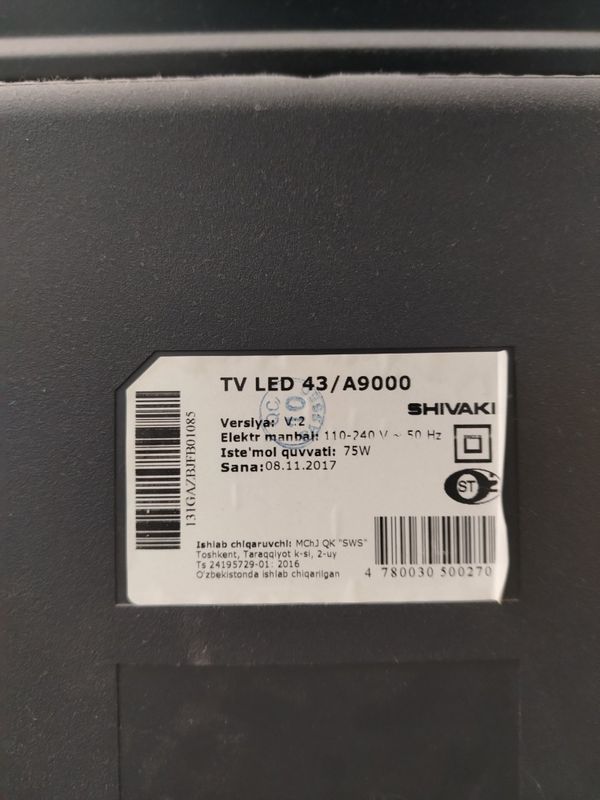 TV LED 43/A9000
SHIVAKI
Versiya: V:2
Elektr manbai: 110-240 V ~ 50 Hz
Iste'mol quvvati: 75W
Sana:08.11.2017
131GAZBJFB01085
ST
Ishlab chiqaruvchi: MChJ QK "SWS"
Toshkent, Taraqqiyot k-si, 2-uy
Ts 24195729-01: 2016
O'zbekistonda ishlab chiqarilgan
4 780030 500270
QC